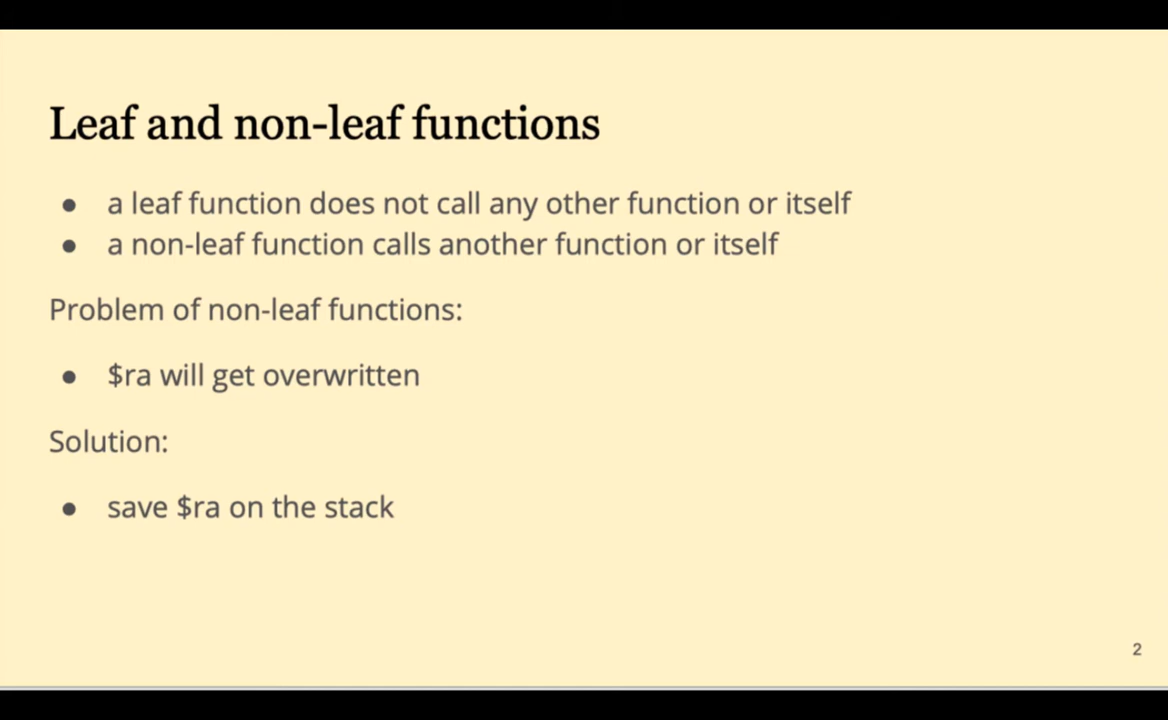 Leaf and non-leaf functions
● a leaf function does not call any other function or itself
● a non-leaf function calls another function or itself
Problem of non-leaf functions:
● $ra will get overwritten
Solution:
● save $ra on the stack
2